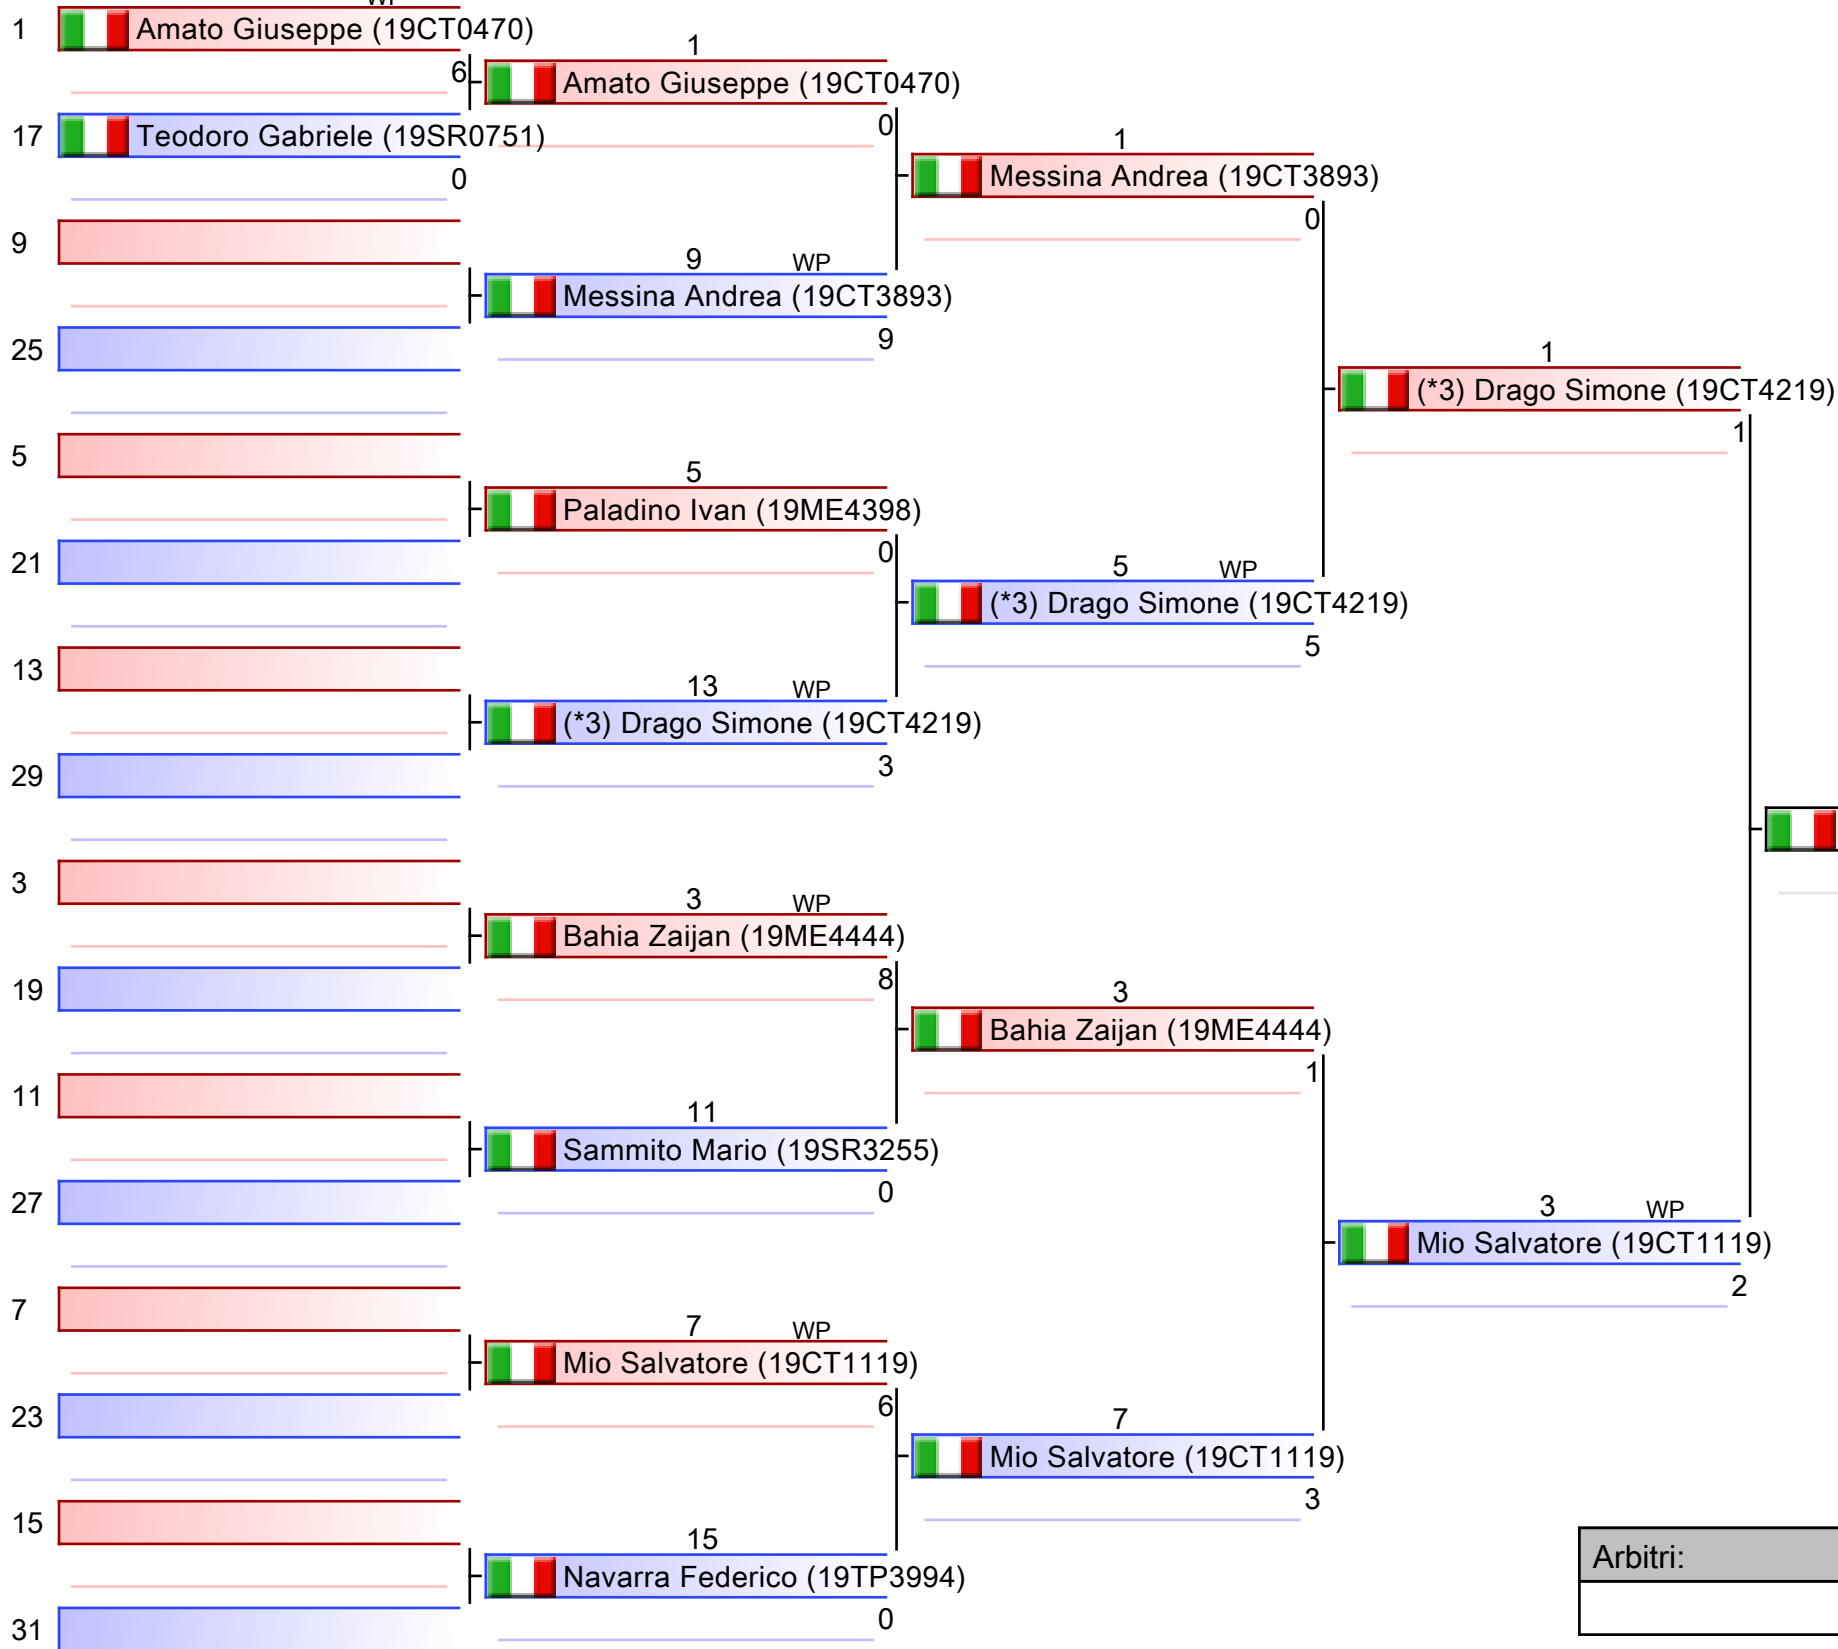 WP
1 Amato Giuseppe (19CT0470)
1
6 Amato Giuseppe (19CT0470)
17 Teodoro Gabriele (19SR0751)
0
1
Messina Andrea (19CT3893)
0
0
9
9 WP
Messina Andrea (19CT3893)
9
25
1
(*3) Drago Simone (19CT4219)
1
5
5
Paladino Ivan (19ME4398)
0
21
5 WP
(*3) Drago Simone (19CT4219)
5
13
13 WP
(*3) Drago Simone (19CT4219)
3
29
3
3 WP
Bahia Zaijan (19ME4444)
8
19
3
Bahia Zaijan (19ME4444)
1
11
11
Sammito Mario (19SR3255)
0
27
3 WP
Mio Salvatore (19CT1119)
2
7
7 WP
Mio Salvatore (19CT1119)
6
23
7
Mio Salvatore (19CT1119)
3
15
15
Navarra Federico (19TP3994)
0
31
Arbitri: